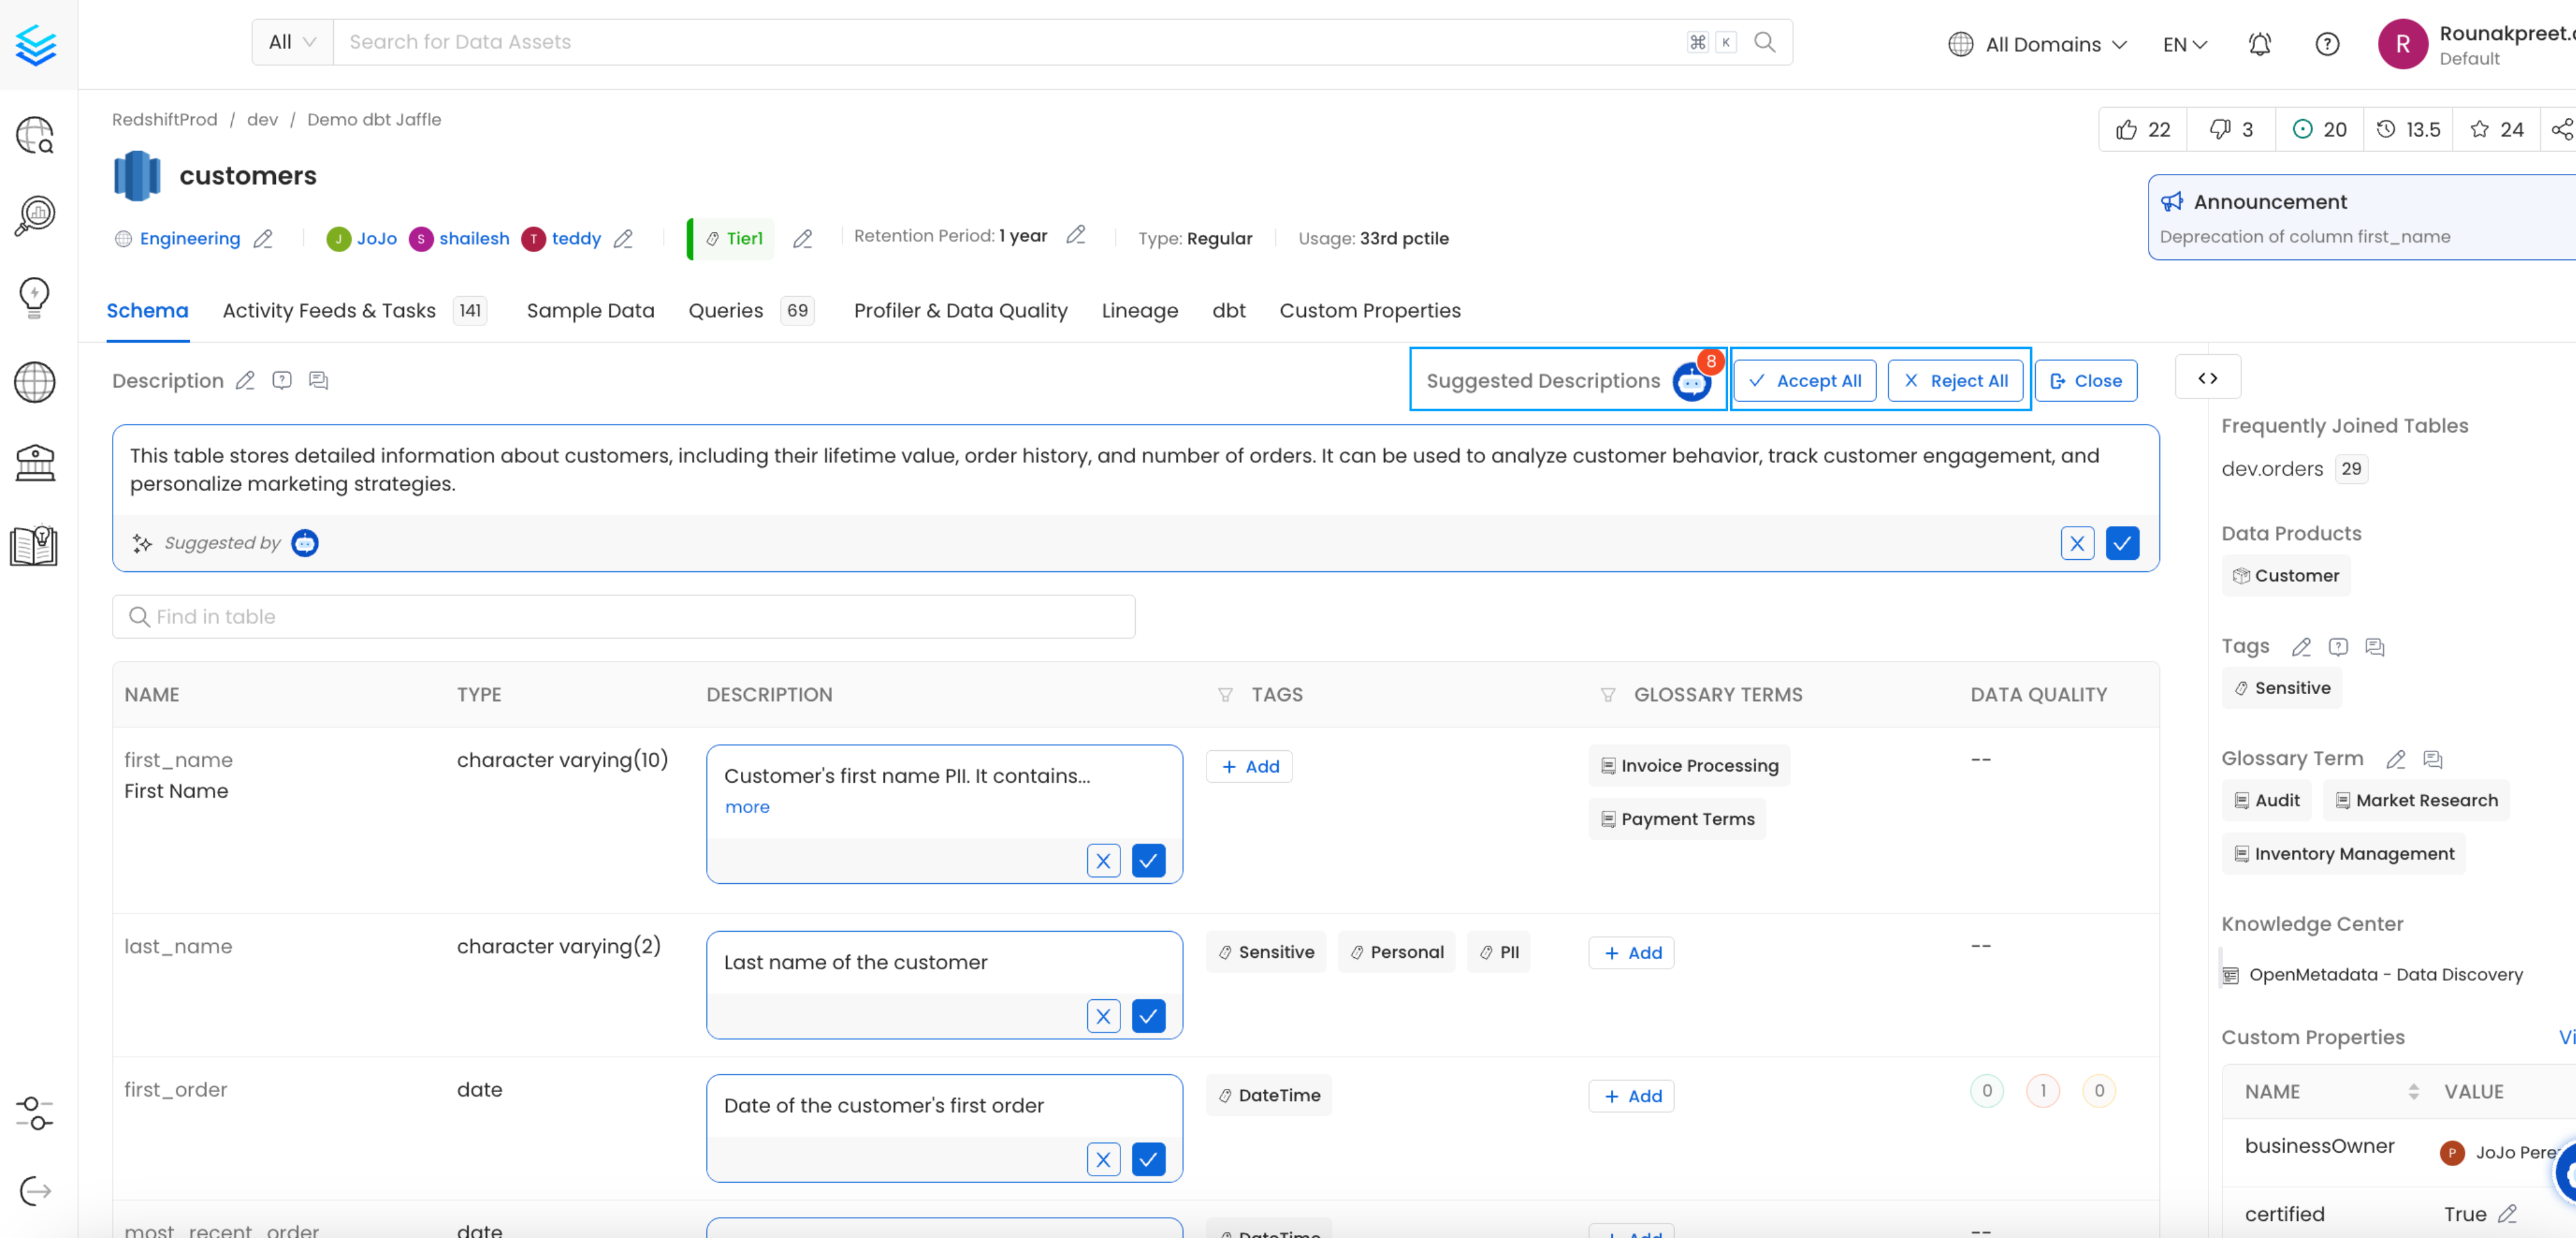 All Search for Data Assets ⌘ K All Domains EN R Rounakpreet.
Default
RedshiftProd / dev / Demo dbt Jaffle
22 3 20 13.5 24
customers
Announcement
Deprecation of column first_name
Engineering J JoJo S shailesh T teddy Tier1 Retention Period: 1 year Type: Regular Usage: 33rd pctile
Schema Activity Feeds & Tasks 141 Sample Data Queries 69 Profiler & Data Quality Lineage dbt Custom Properties
Description Suggested Descriptions 8 Accept All Reject All Close
This table stores detailed information about customers, including their lifetime value, order history, and number of orders. It can be used to analyze customer behavior, track customer engagement, and
personalize marketing strategies.
Suggested by
Find in table
NAME TYPE DESCRIPTION TAGS GLOSSARY TERMS DATA QUALITY
first_name character varying(10) Customer's first name PII. It contains... + Add Invoice Processing --
First Name more Payment Terms
last_name character varying(2) Last name of the customer Sensitive Personal PII + Add --
first_order date Date of the customer's first order DateTime + Add 0 1 0
most_recent_order date DateTime + Add --
Frequently Joined Tables
dev.orders 29
Data Products
Customer
Tags
Sensitive
Glossary Term
Audit Market Research
Inventory Management
Knowledge Center
OpenMetadata - Data Discovery
Custom Properties Vi
NAME VALUE
businessOwner P JoJo Pere
certified True